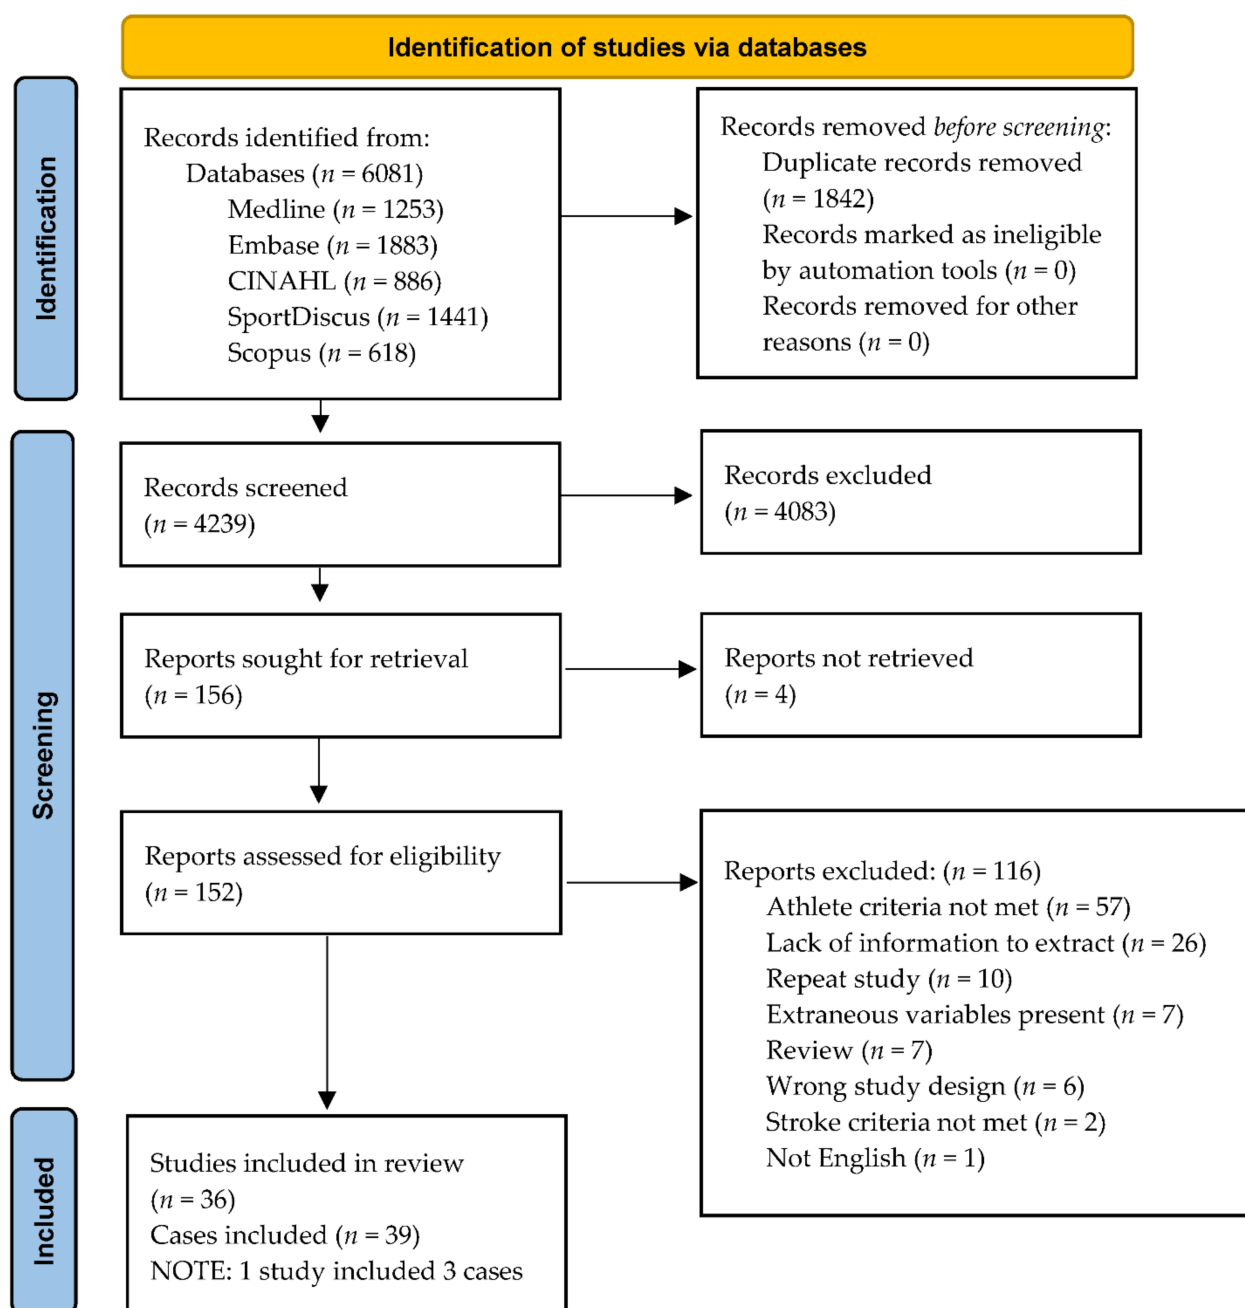 Identification of studies via databases
Identification
Records identified from:
Databases (n = 6081)
Medline (n = 1253)
Embase (n = 1883)
CINAHL (n = 886)
SportDiscus (n = 1441)
Scopus (n = 618)
Records removed before screening:
Duplicate records removed
(n = 1842)
Records marked as ineligible
by automation tools (n = 0)
Records removed for other
reasons (n = 0)
Screening
Records screened
(n = 4239)
Records excluded
(n = 4083)
Reports sought for retrieval
(n = 156)
Reports not retrieved
(n = 4)
Reports assessed for eligibility
(n = 152)
Reports excluded: (n = 116)
Athlete criteria not met (n = 57)
Lack of information to extract (n = 26)
Repeat study (n = 10)
Extraneous variables present (n = 7)
Review (n = 7)
Wrong study design (n = 6)
Stroke criteria not met (n = 2)
Not English (n = 1)
Included
Studies included in review
(n = 36)
Cases included (n = 39)
NOTE: 1 study included 3 cases